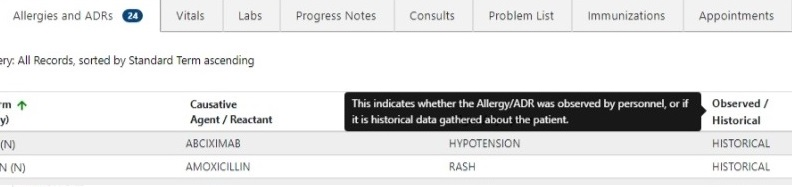 Allergies and ADRs 24 Vitals Labs Progress Notes Consults Problem List Immunizations Appointments
ery: All Records, sorted by Standard Term ascending
rm ↑ Causative This indicates whether the Allergy/ADR was observed by personnel, or if Observed /
y) Agent / Reactant it is historical data gathered about the patient. Historical
(N) ABCIXIMAB HYPOTENSION HISTORICAL
N (N) AMOXICILLIN RASH HISTORICAL